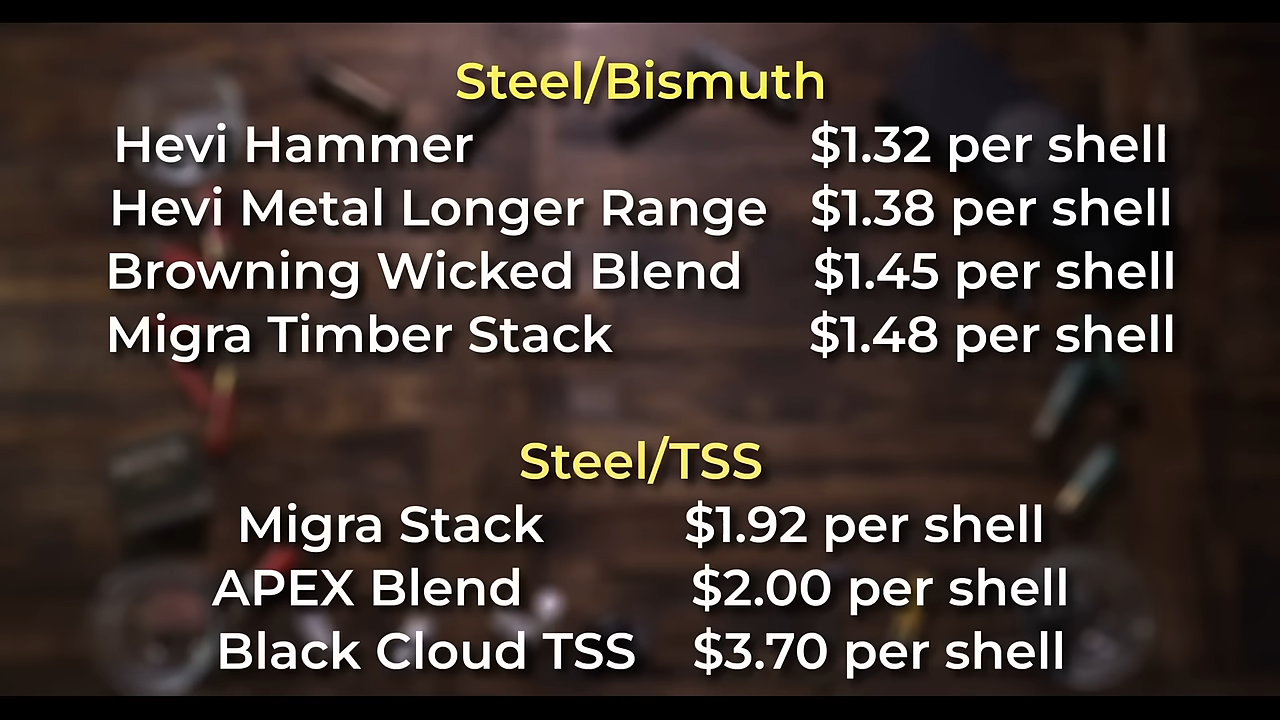 Steel/Bismuth
Hevi Hammer $1.32 per shell
Hevi Metal Longer Range $1.38 per shell
Browning Wicked Blend $1.45 per shell
Migra Timber Stack $1.48 per shell
Steel/TSS
Migra Stack $1.92 per shell
APEX Blend $2.00 per shell
Black Cloud TSS $3.70 per shell